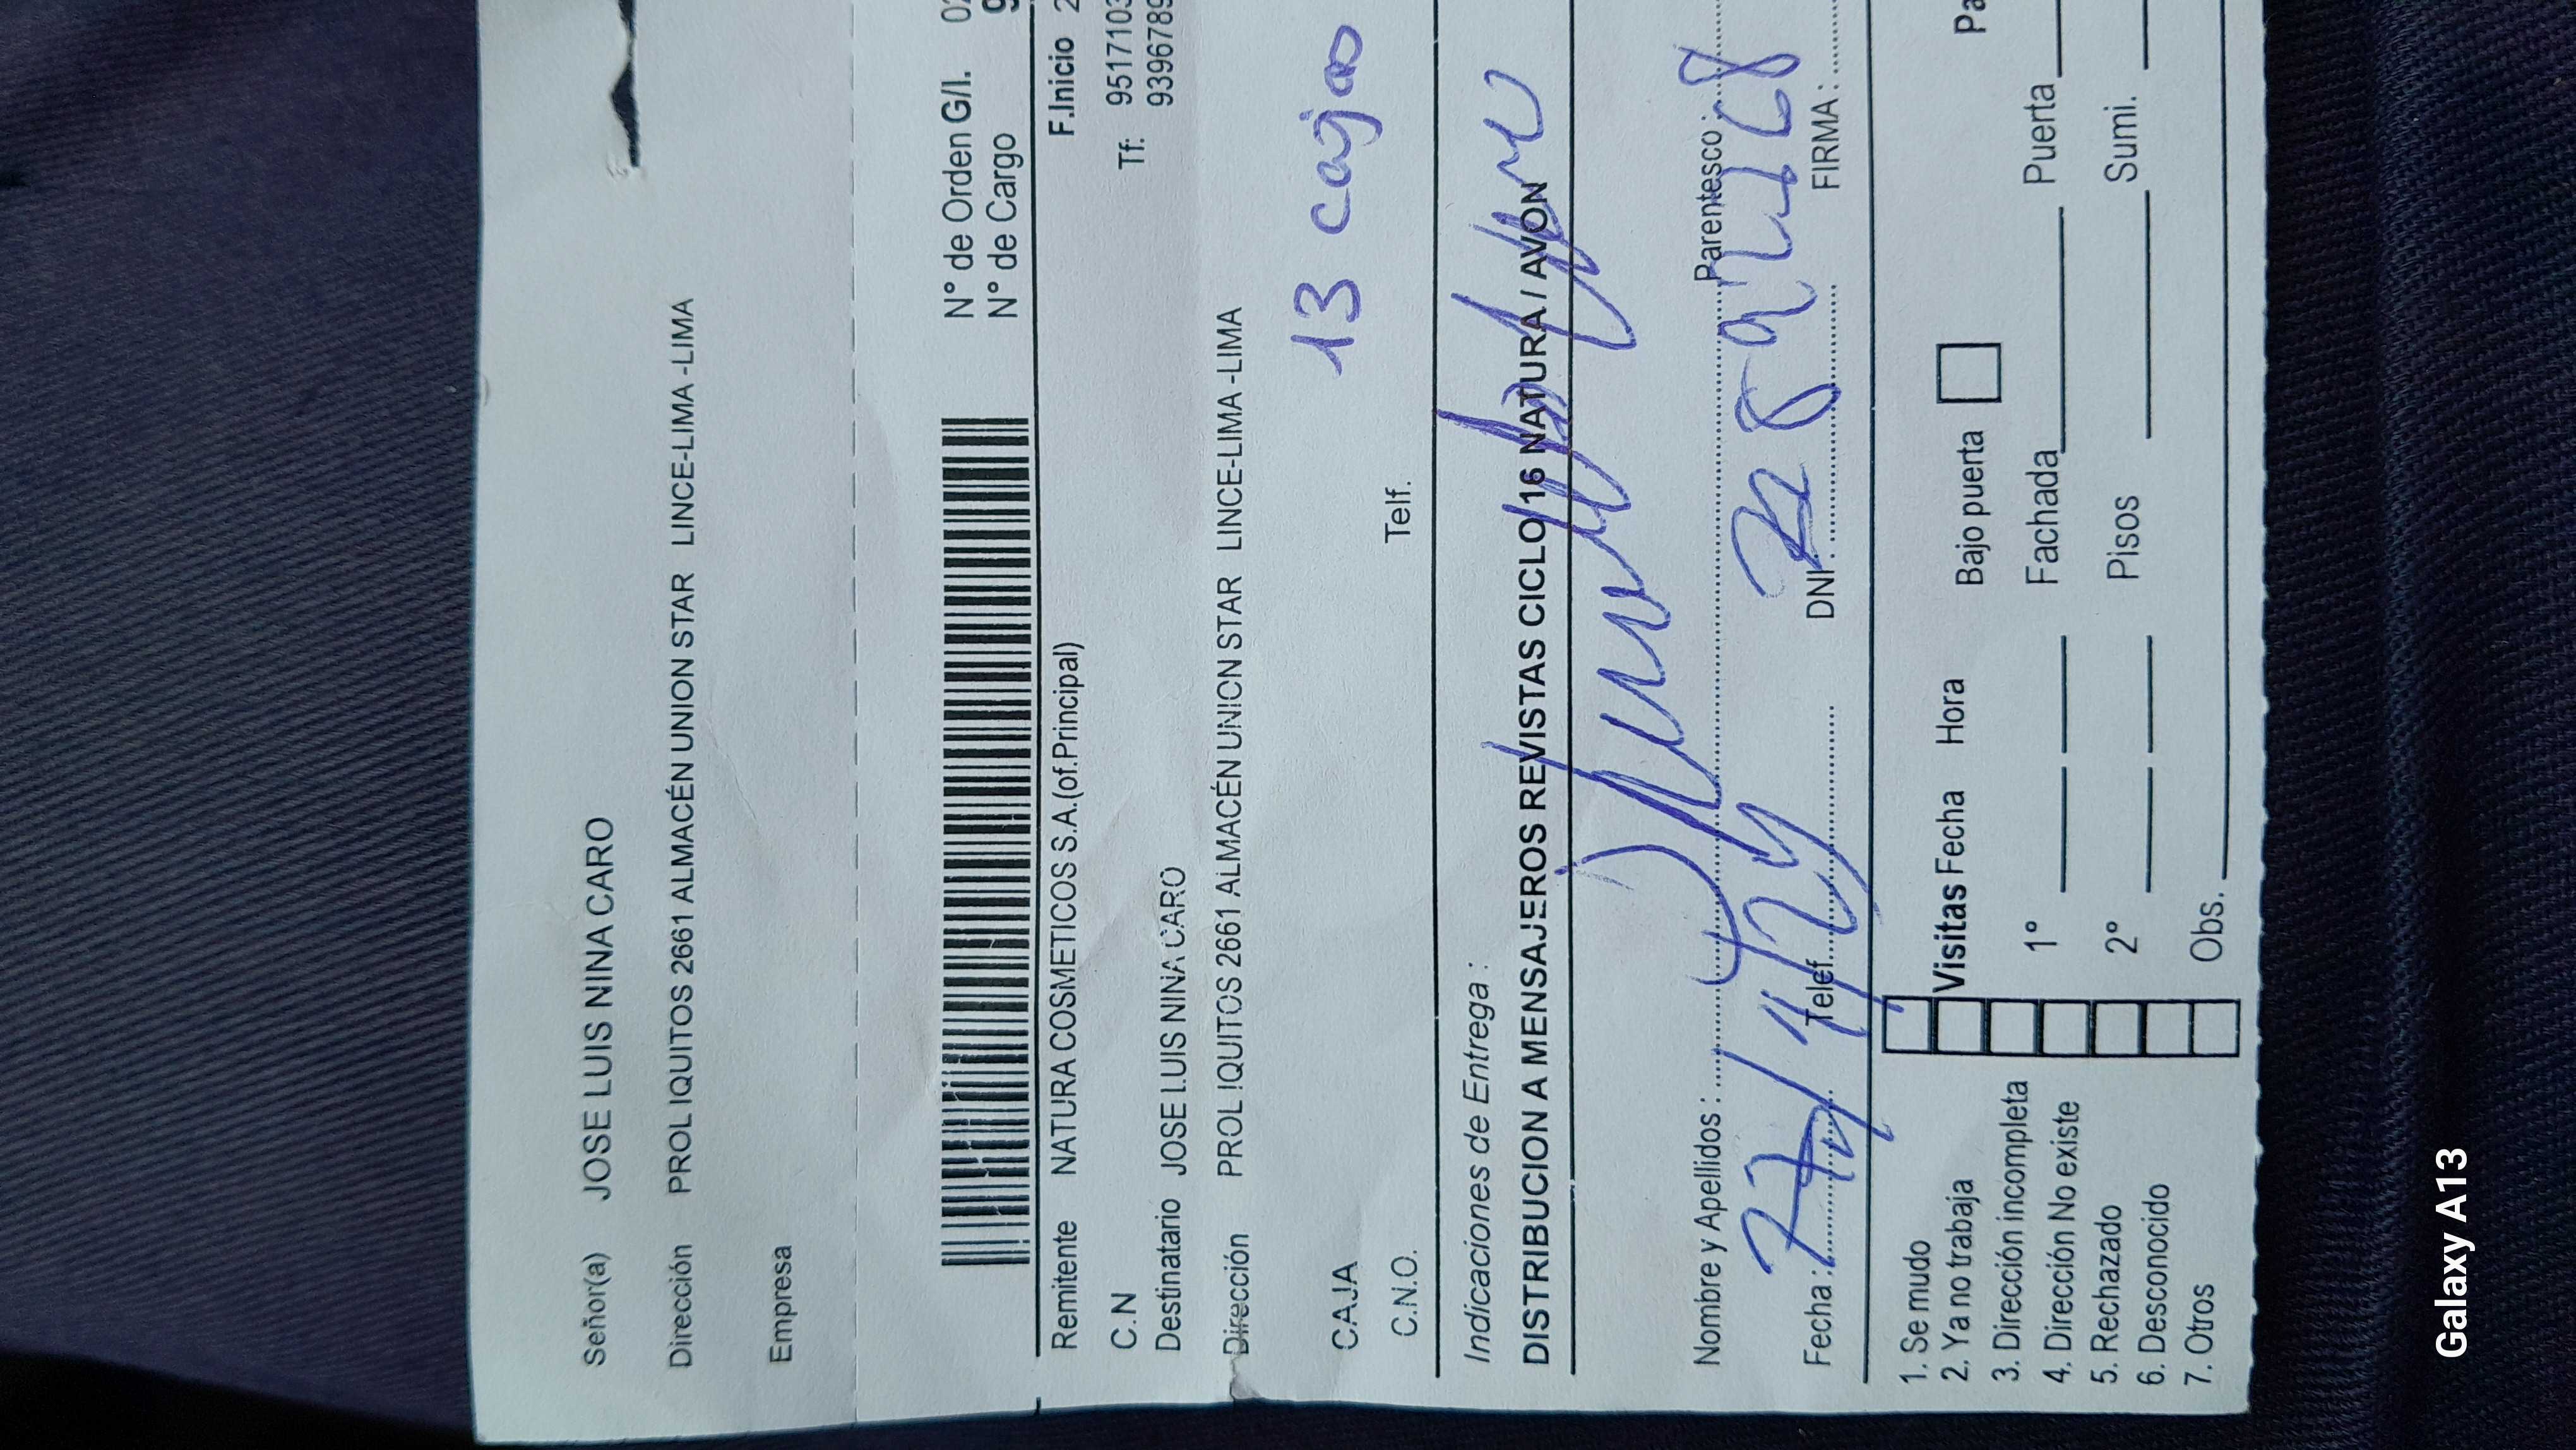 Señor(a) JOSE LUIS NINA CARO
Dirección PROL IQUITOS 2661 ALMACÉN UNION STAR LINCE-LIMA -LIMA
Empresa
N° de Orden G/I. 02
N° de Cargo 9
Remitente NATURA COSMETICOS S.A.(of.Principal) F.Inicio 2
C.N Tf: 9517103
Destinatario JOSE LUIS NINA CARO 9396789
Dirección PROL IQUITOS 2661 ALMACÉN UNION STAR LINCE-LIMA -LIMA
CAJA 13 cajas
C.N.O. Telf.
Indicaciones de Entrega :
DISTRIBUCION A MENSAJEROS REVISTAS CICLO 16 NATURA / AVON
Nombre y Apellidos : Parentesco :
Fecha : Telef. DNI FIRMA :
1. Se mudo
2. Ya no trabaja Visitas Fecha Hora Bajo puerta Pa
3. Dirección incompleta
4. Dirección No existe 1° Fachada Puerta
5. Rechazado
6. Desconocido 2° Pisos Sumi.
7. Otros Obs.
Galaxy A13